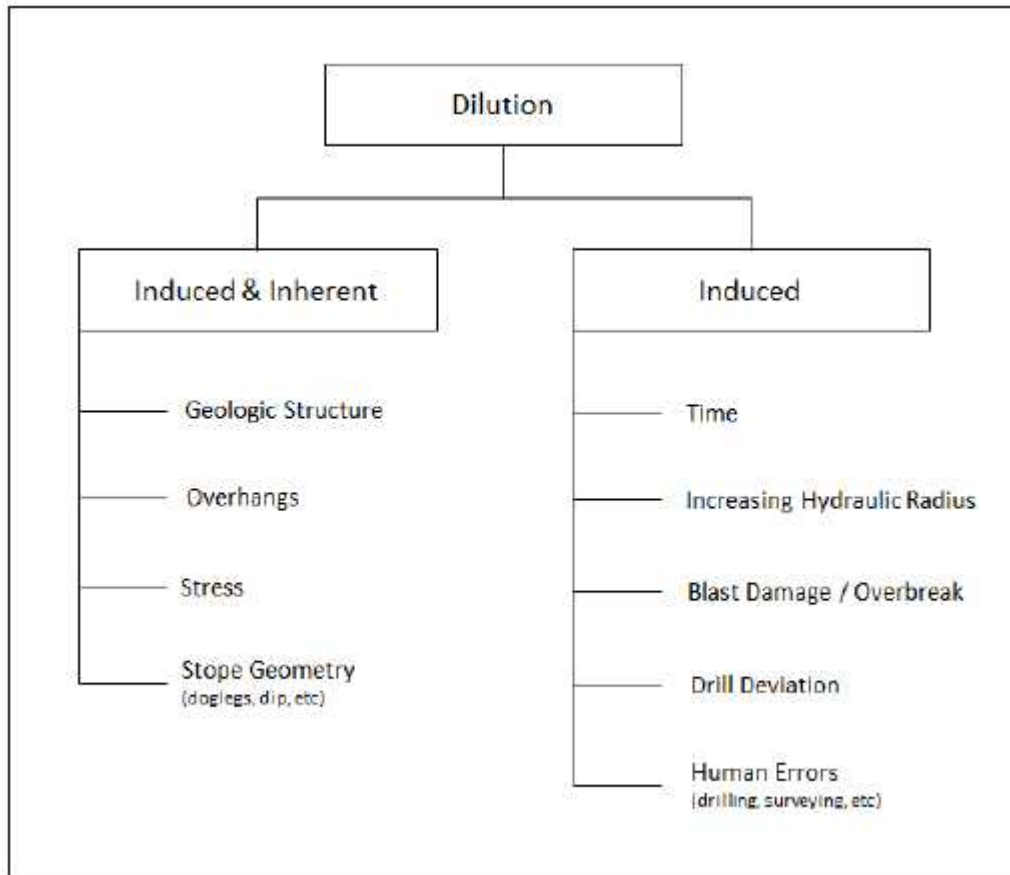 Dilution
Induced & Inherent
Geologic Structure
Overhangs
Stress
Stope Geometry
(doglegs, dip, etc)
Induced
Time
Increasing Hydraulic Radius
Blast Damage / Overbreak
Drill Deviation
Human Errors
(drilling, surveying, etc)